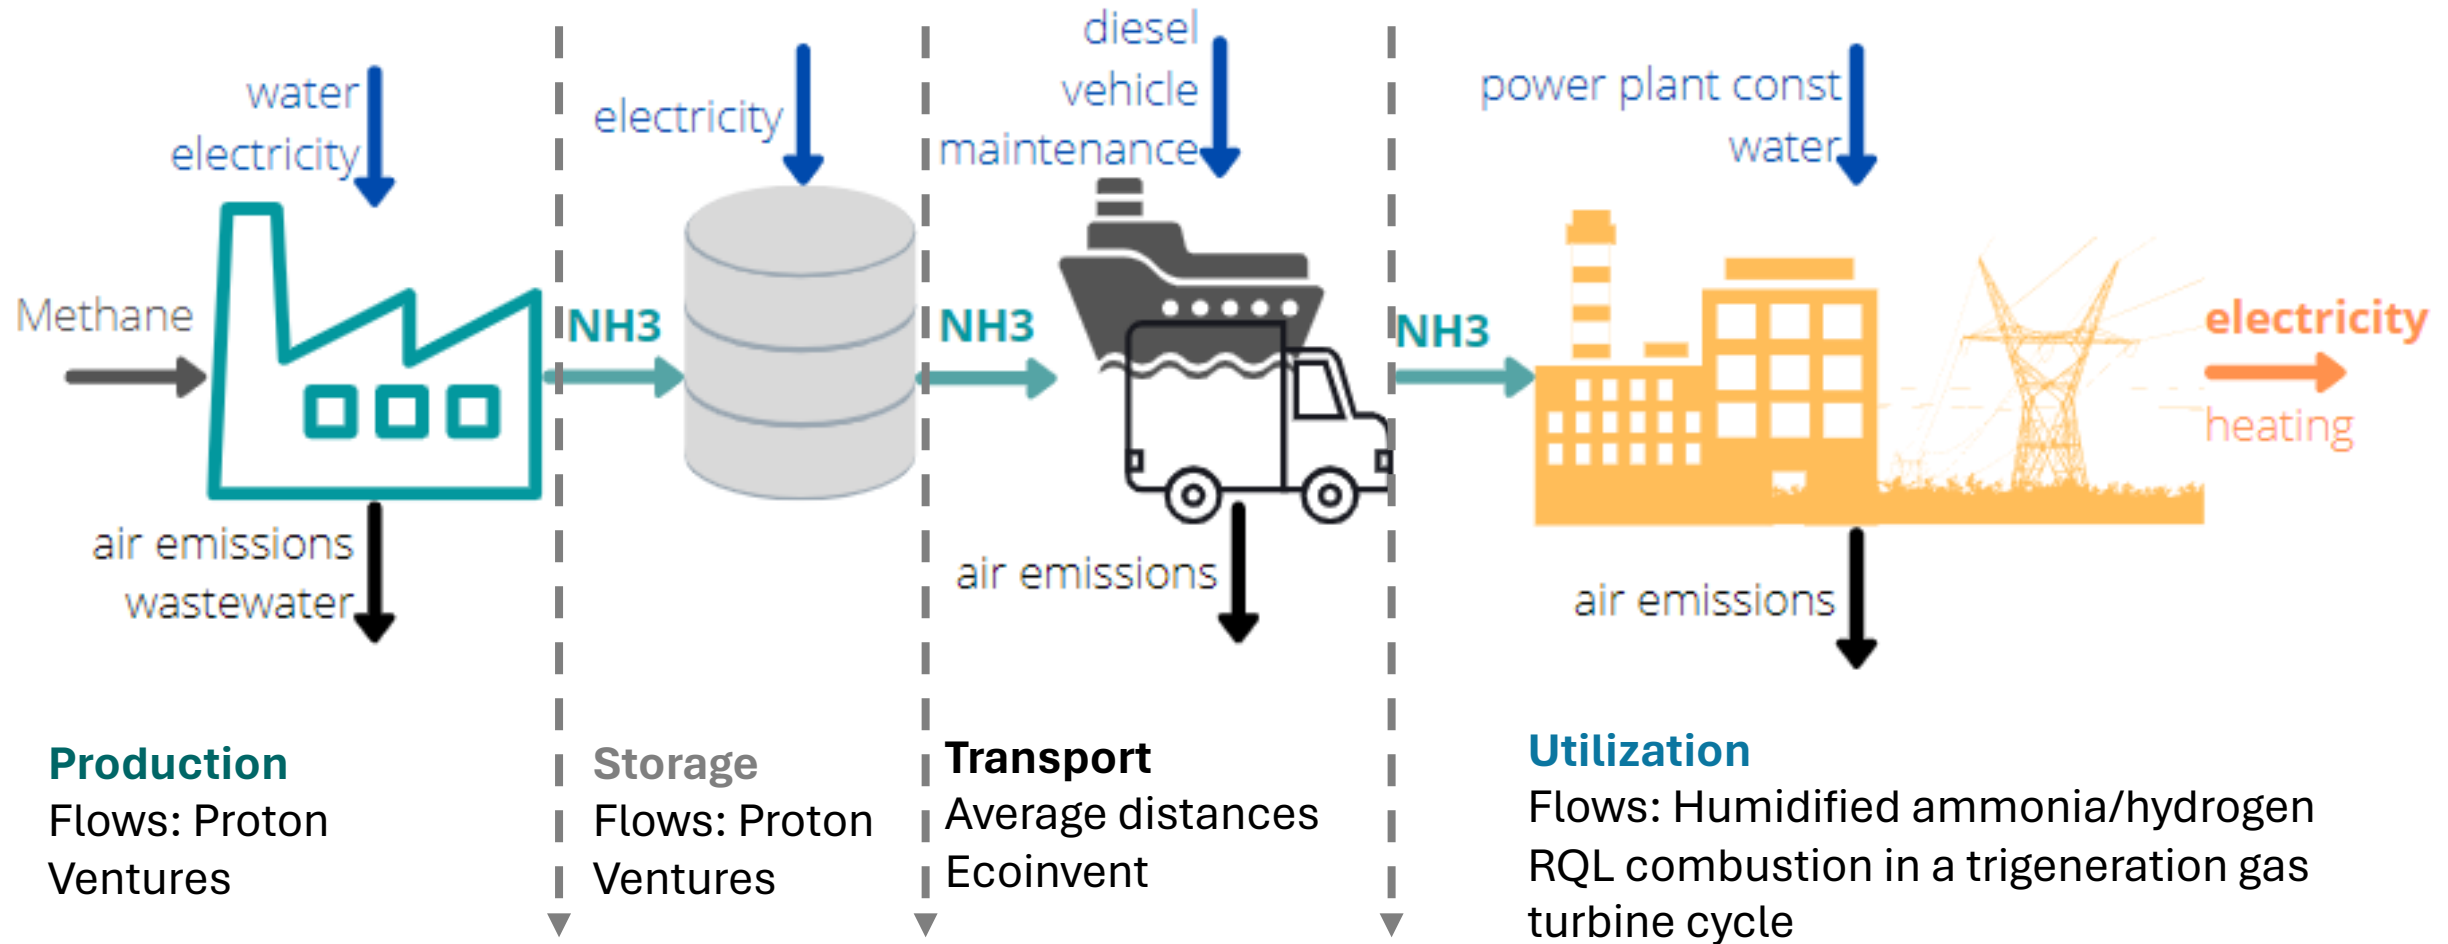 water
electricity
Methane
NH3
air emissions
wastewater
electricity
NH3
diesel
vehicle
maintenance
NH3
air emissions
power plant const
water
electricity
heating
air emissions
Production
Flows: Proton
Ventures
Storage
Flows: Proton
Ventures
Transport
Average distances
Ecoinvent
Utilization
Flows: Humidified ammonia/hydrogen
RQL combustion in a trigeneration gas
turbine cycle